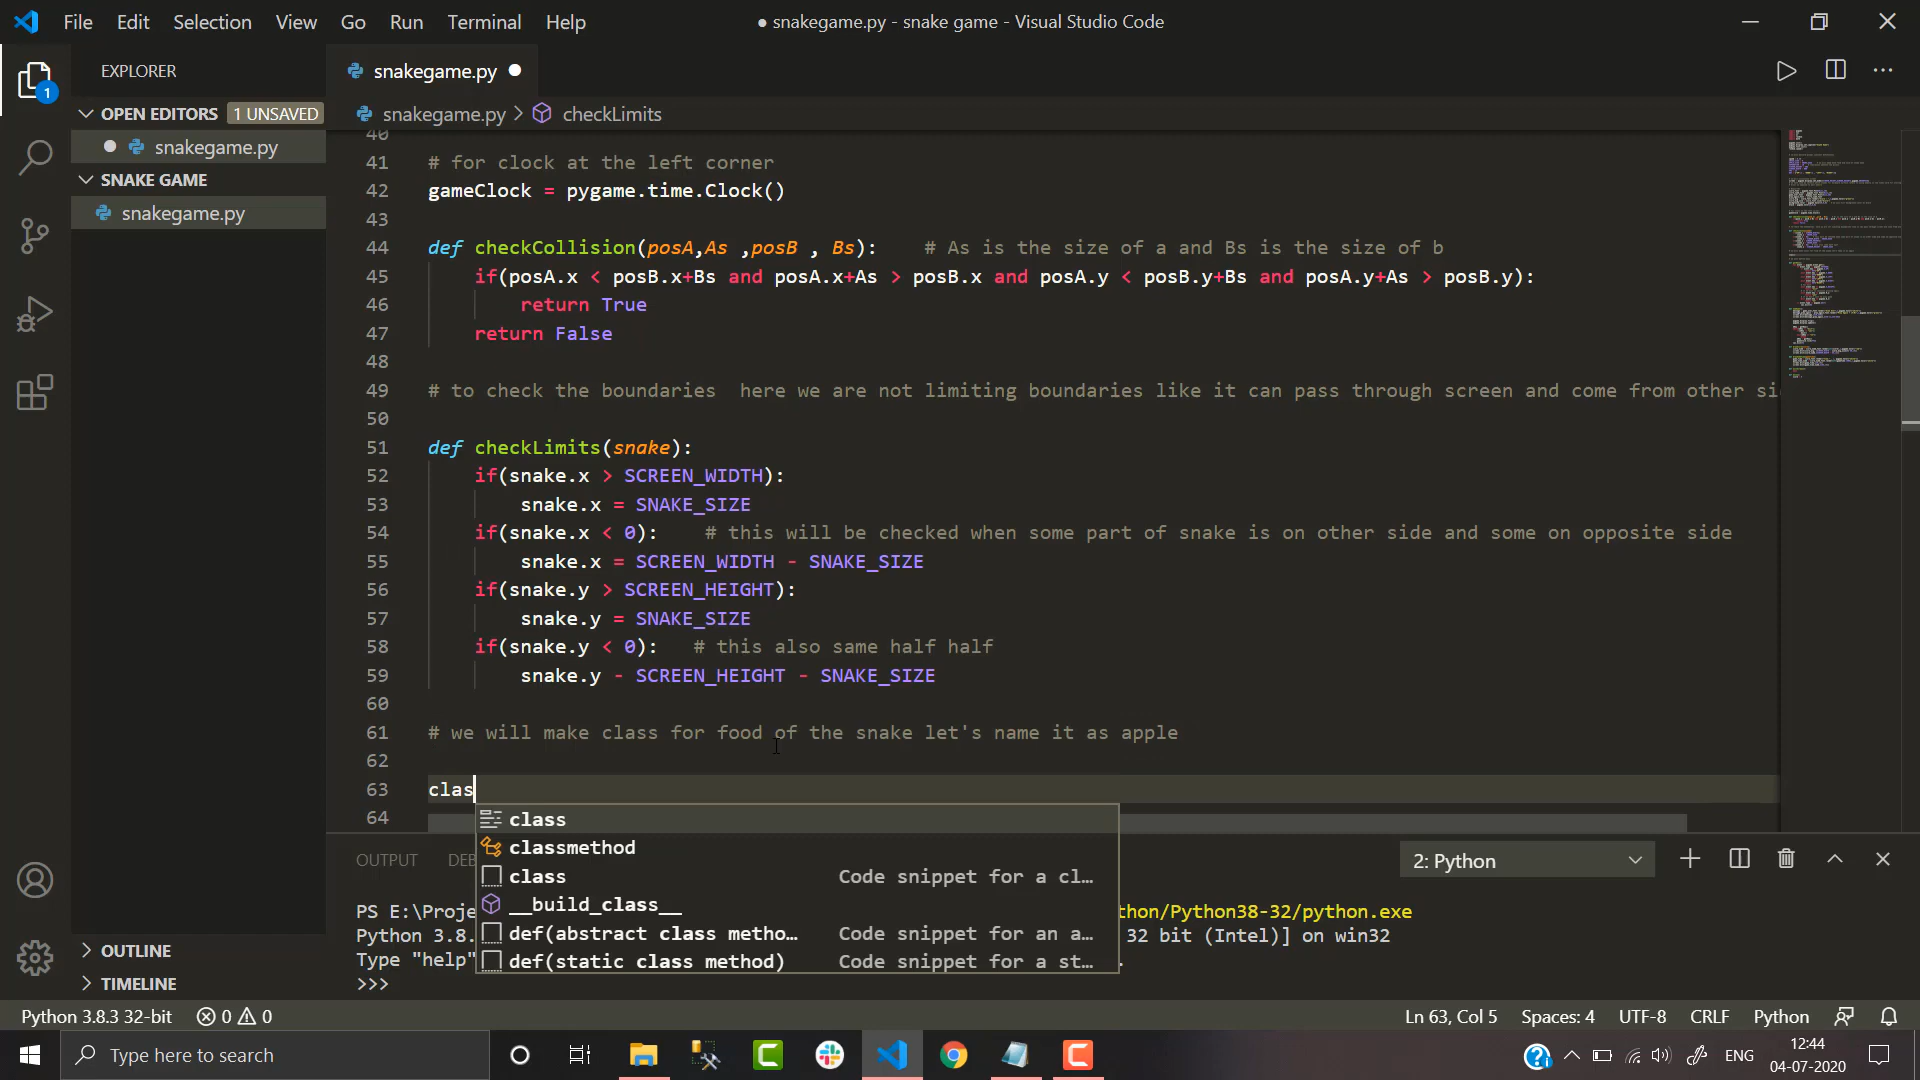 File Edit Selection View Go Run Terminal Help ● snakegame.py - snake game - Visual Studio Code
EXPLORER
snakegame.py ●
OPEN EDITORS 1 UNSAVED
● snakegame.py
SNAKE GAME
snakegame.py
1
snakegame.py > checkLimits
40
41 # for clock at the left corner
42 gameClock = pygame.time.Clock()
43
44 def checkCollision(posA,As ,posB , Bs): # As is the size of a and Bs is the size of b
45 if(posA.x < posB.x+Bs and posA.x+As > posB.x and posA.y < posB.y+Bs and posA.y+As > posB.y):
46 return True
47 return False
48
49 # to check the boundaries  here we are not limiting boundaries like it can pass through screen and come from other si
50
51 def checkLimits(snake):
52 if(snake.x > SCREEN_WIDTH):
53 snake.x = SNAKE_SIZE
54 if(snake.x < 0): # this will be checked when some part of snake is on other side and some on opposite side
55 snake.x = SCREEN_WIDTH - SNAKE_SIZE
56 if(snake.y > SCREEN_HEIGHT):
57 snake.y = SNAKE_SIZE
58 if(snake.y < 0): # this also same half half
59 snake.y - SCREEN_HEIGHT - SNAKE_SIZE
60
61 # we will make class for food of the snake let's name it as apple
62
63 clas
64
class
classmethod
class Code snippet for a cl…
__build_class__
def(abstract class metho… Code snippet for an a…
def(static class method) Code snippet for a st…
OUTPUT DEB 2: Python
PS E:\Proje thon/Python38-32/python.exe
Python 3.8. 32 bit (Intel)] on win32
Type "help" .
>>>
OUTLINE
TIMELINE
Python 3.8.3 32-bit 0 0 Ln 63, Col 5 Spaces: 4 UTF-8 CRLF Python
Type here to search
ENG
12:44
04-07-2020